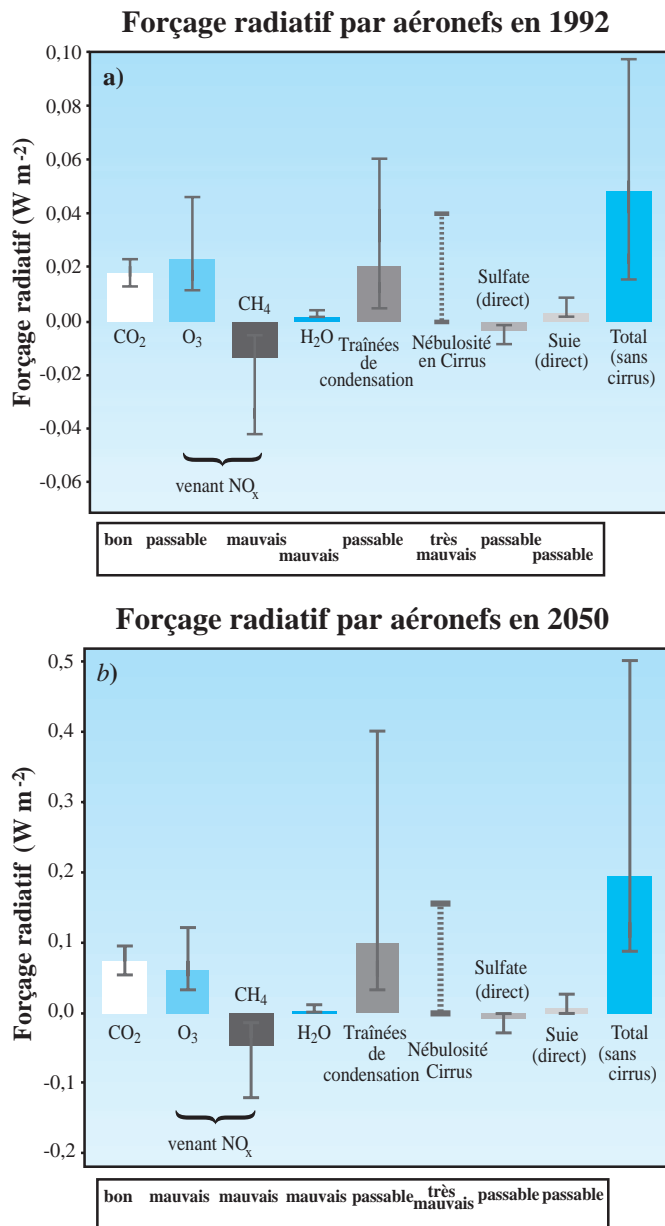 Forçage radiatif par aéronefs en 1992
a)
Forçage radiatif (W m-2)
0,10
0,08
0,06
0,04
0,02
0,00
-0,02
-0,04
-0,06
CO2
O3
CH4
H2O
Traînées
de
condensation
Nébulosité
en Cirrus
Sulfate
(direct)
Suie
(direct)
Total
(sans
cirrus)
venant NOx
bon passable mauvais mauvais passable très mauvais passable passable
Forçage radiatif par aéronefs en 2050
b)
Forçage radiatif (W m-2)
0,5
0,4
0,3
0,2
0,1
0.0
-0,1
-0,2
CO2
O3
CH4
H2O
Traînées
de
condensation
Nébulosité
Cirrus
Sulfate
(direct)
Suie
(direct)
Total
(sans
cirrus)
venant NOx
bon mauvais mauvais mauvais passable très mauvais passable passable